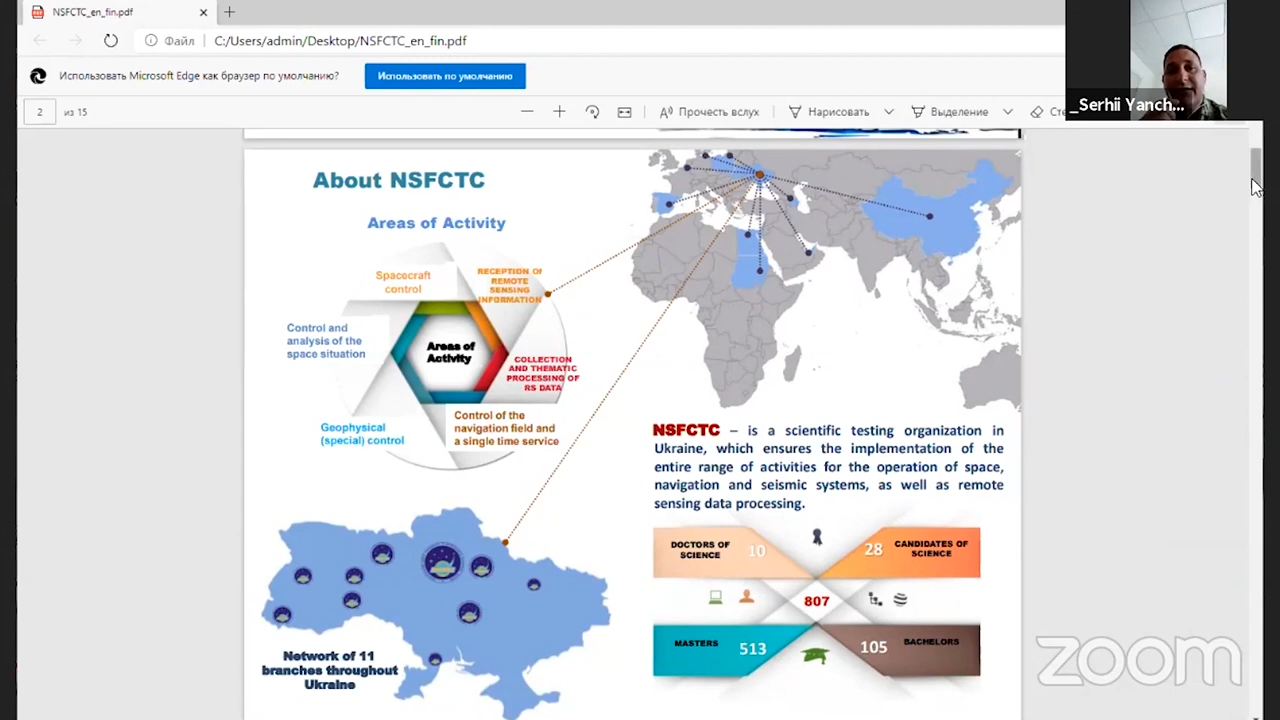 NSFCTC_en_fin.pdf
Файл
C:/Users/admin/Desktop/NSFCTC_en_fin.pdf
Использовать Microsoft Edge как браузер по умолчанию?
Использовать по умолчанию
_Serhii Yanch...
2
из 15
Прочесть вслух
Рисовать
Выделение
Сте
About NSFCTC
Areas of Activity
Spacecraft
control
RECEPTION OF
REMOTE
SENSING
INFORMATION
Control and
analysis of the
space situation
Areas of
Activity
COLLECTION
AND THEMATIC
PROCESSING OF
RS DATA
Geophysical
(special) control
Control of the
navigation field and
a single time service
NSFCTC – is a scientific testing organization in
Ukraine, which ensures the implementation of the
entire range of activities for the operation of space,
navigation and seismic systems, as well as remote
sensing data processing.
DOCTORS OF
SCIENCE
10
28
CANDIDATES OF
SCIENCE
807
MASTERS
513
105
BACHELORS
Network of 11
branches throughout
Ukraine
zoom